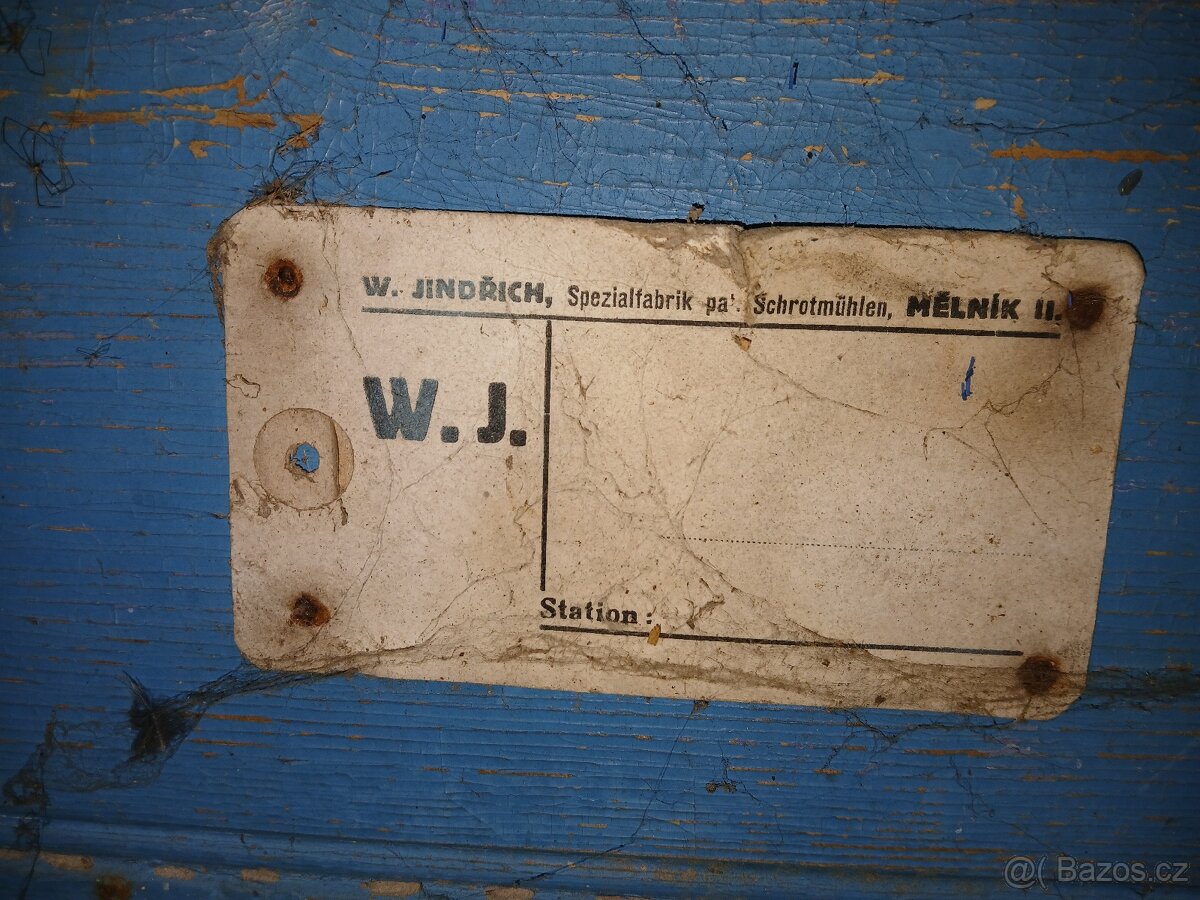 W. JINDŘICH, Spezialfabrik pat. Schrotmühlen, MĚLNÍK II.
W. J.
Station:
@( Bazos.cz